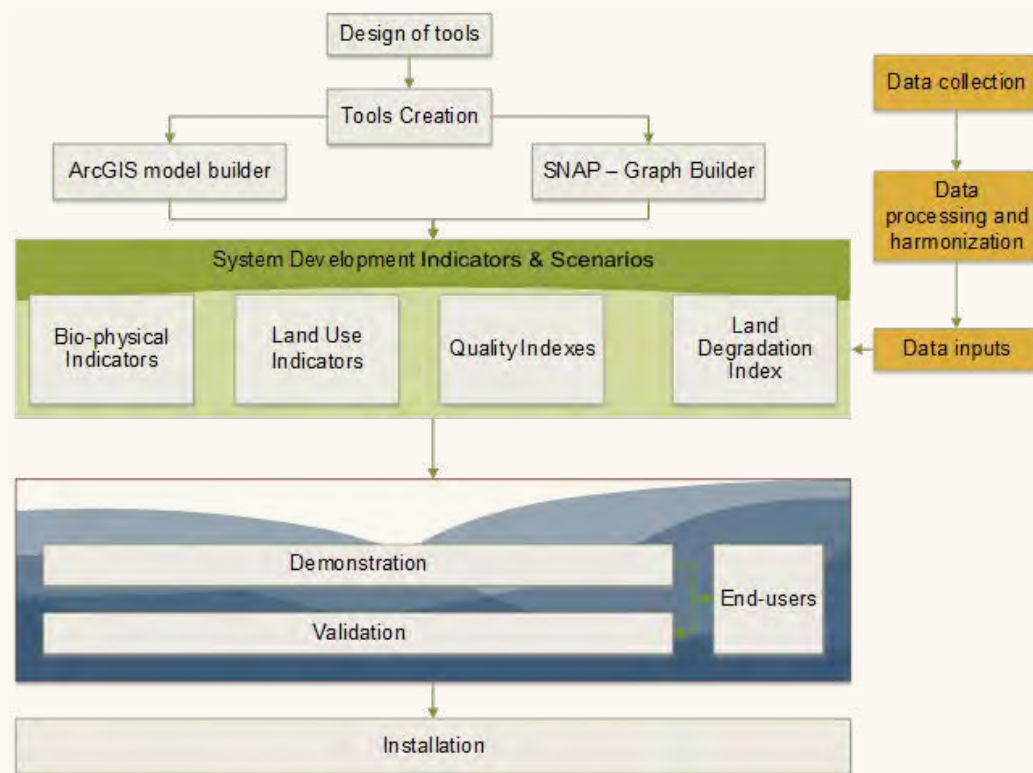 Design of tools
Tools Creation
ArcGIS model builder
SNAP – Graph Builder
Data collection
Data
processing and
harmonization
Data inputs
System Development Indicators & Scenarios
Bio-physical
Indicators
Land Use
Indicators
Quality Indexes
Land
Degradation
Index
Demonstration
Validation
End-users
Installation